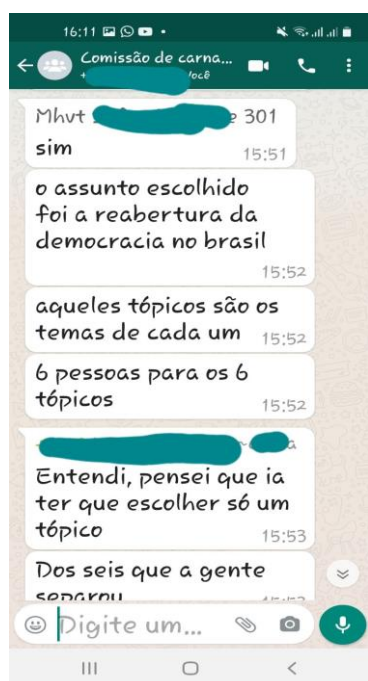 16:11
Comissão de carna...
Você
Mhvt 301
sim
15:51
o assunto escolhido
foi a reabertura da
democracia no brasil
15:52
aqueles tópicos são os
temas de cada um 15:52
6 pessoas para os 6
tópicos 15:52
Entendi, pensei que ia
ter que escolher só um
tópico 15:53
Dos seis que a gente
separou
Digite um...